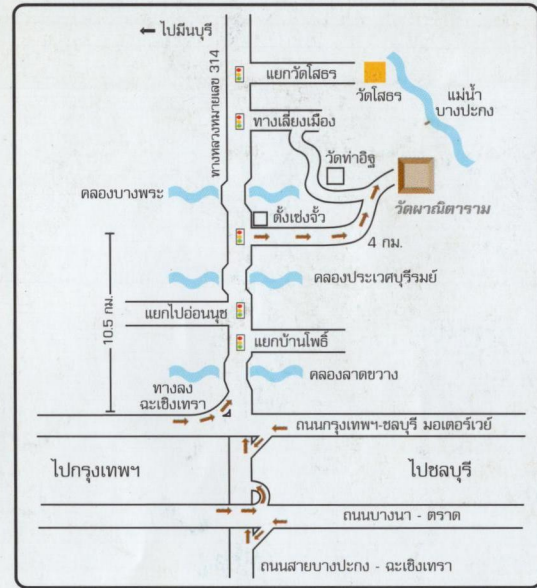 ไปมีนบุรี
ทางหลวงหมายเลข 314
แยกวัดโสธร
วัดโสธร
แม่น้ำ
บางปะกง
ทางเลี่ยงเมือง
วัดท่าอิฐ
วัดผาณิตาราม
คลองบางพระ
ตั้งเซ่งจั้ว
4 กม.
คลองประเวศบุรีรมย์
10.5 กม.
แยกไปอ่อนนุช
แยกบ้านโพธิ์
ทางลง
ฉะเชิงเทรา
คลองลาดขวาง
ถนนกรุงเทพฯ-ชลบุรี มอเตอร์เวย์
ไปกรุงเทพฯ
ไปชลบุรี
ถนนบางนา - ตราด
ถนนสายบางปะกง - ฉะเชิงเทรา